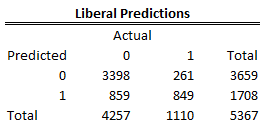 Liberal Predictions
Actual
Predicted 0 1 Total
0 3398 261 3659
1 859 849 1708
Total 4257 1110 5367